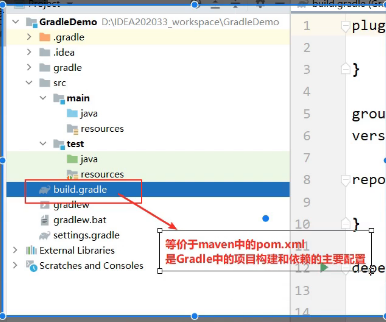 GradleDemo D:\IDEA202033_workspace\GradleDemo
.gradle
.idea
gradle
src
main
java
resources
test
java
resources
build.gradle
gradlew
gradlew.bat
settings.gradle
External Libraries
Scratches and Consoles
等价于maven中的pom.xml
是Gradle中的项目构建和依赖的主要配置
build.gradle (Gra
1 plug
2
3 }
4
5 grou
6 vers
7
8 repo
9
10 }
11
12 depe